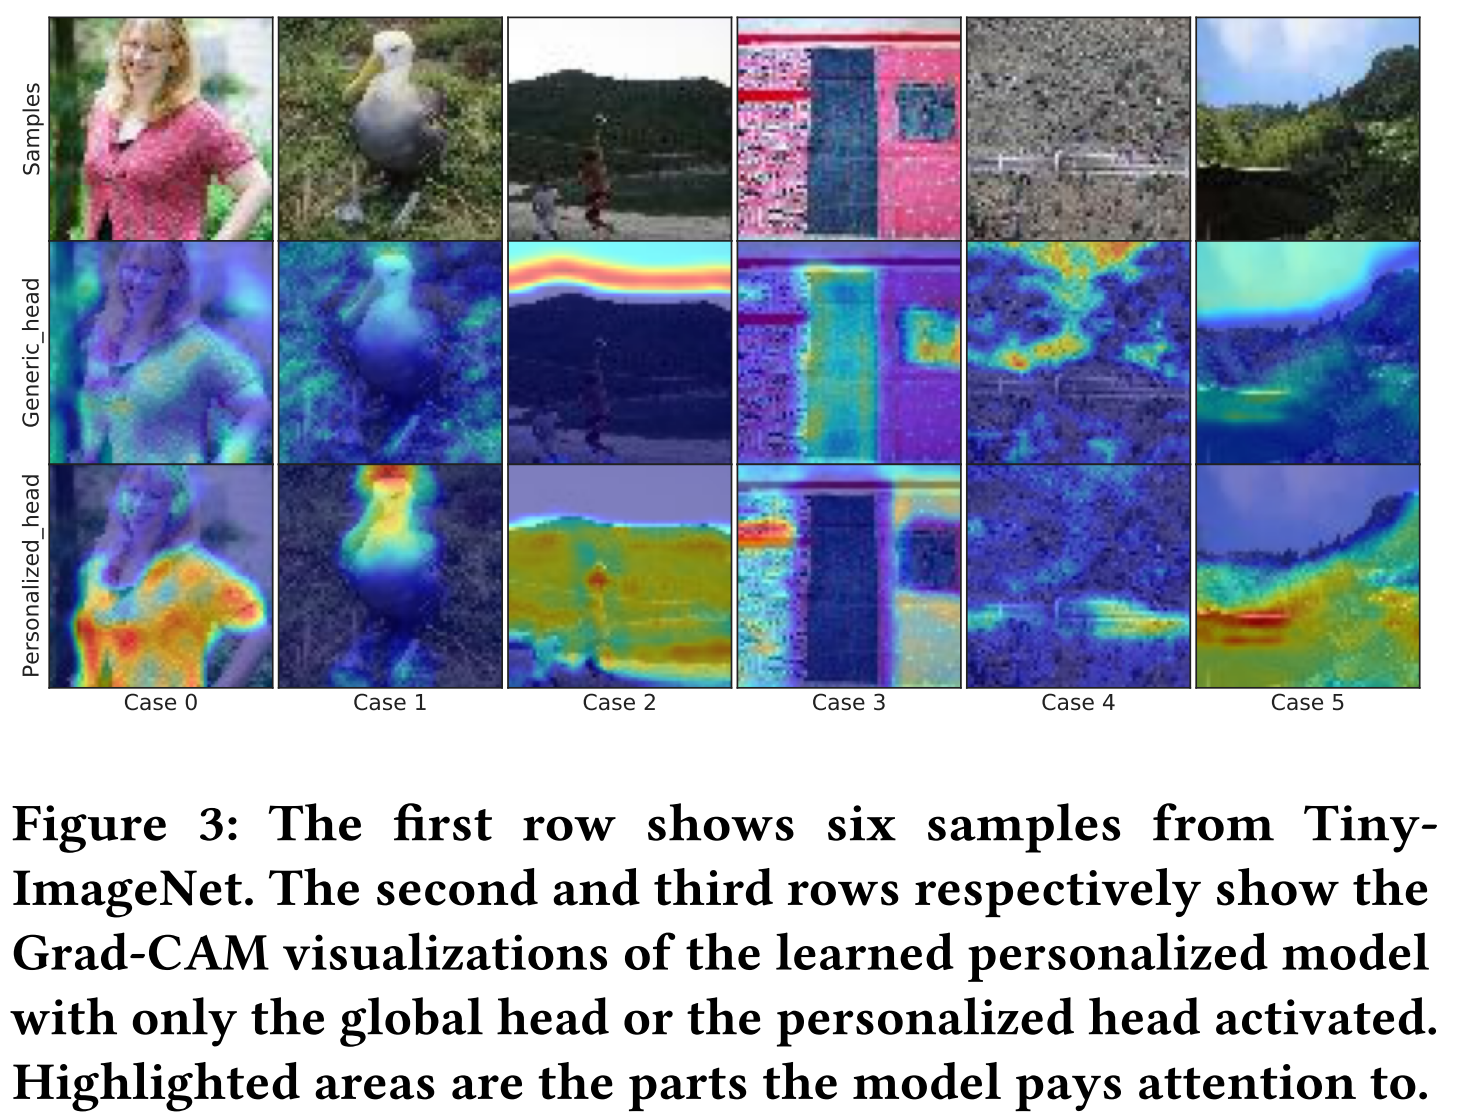 Samples
Generic_head
Personalized_head
Case 0
Case 1
Case 2
Case 3
Case 4
Case 5
Figure 3: The first row shows six samples from Tiny-
ImageNet. The second and third rows respectively show the
Grad-CAM visualizations of the learned personalized model
with only the global head or the personalized head activated.
Highlighted areas are the parts the model pays attention to.